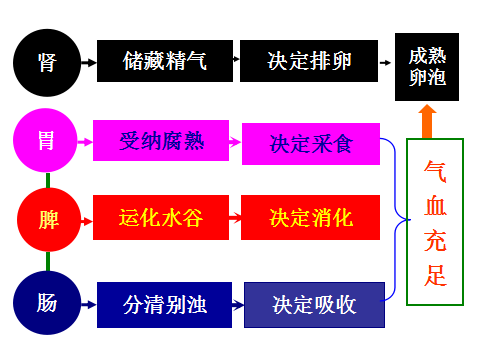 肾 储藏精气 决定排卵 成熟
卵泡
胃 受纳腐熟 决定采食
脾 运化水谷 决定消化
肠 分清别浊 决定吸收
气
血
充
足